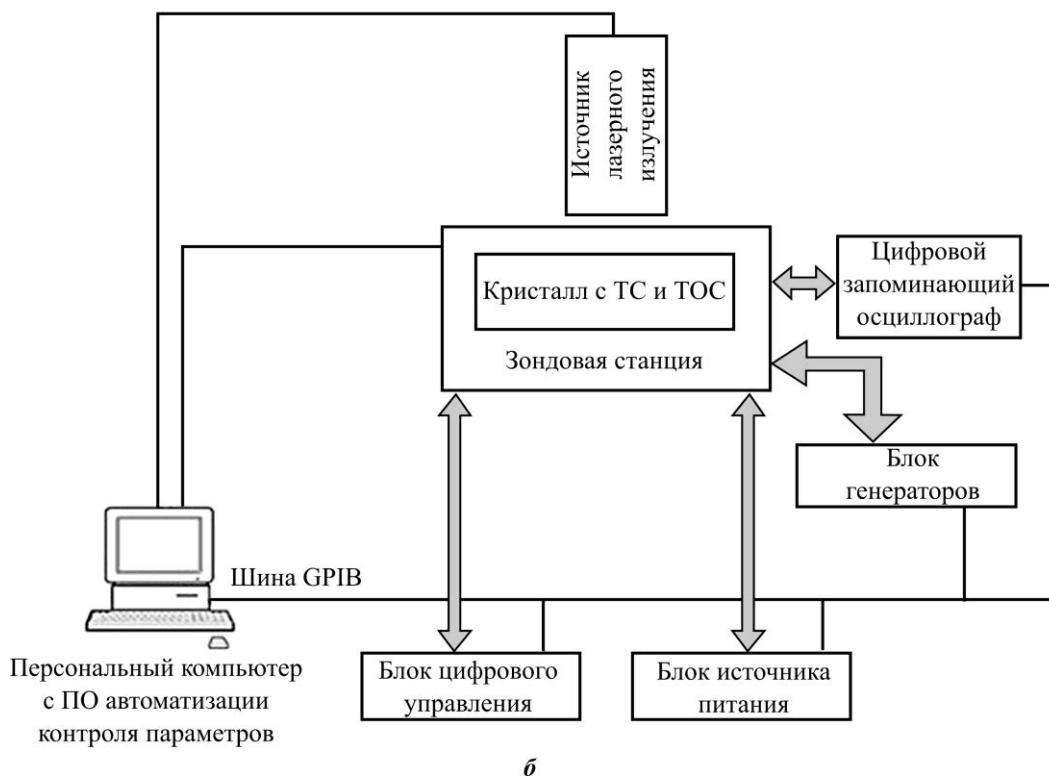 Источник
лазерного
излучения
Кристалл с ТС и ТОС
Зондовая станция
Цифровой
запоминающий
осциллограф
Блок
генераторов
Шина GPIB
Персональный компьютер
с ПО автоматизации
контроля параметров
Блок цифрового
управления
Блок источника
питания
б